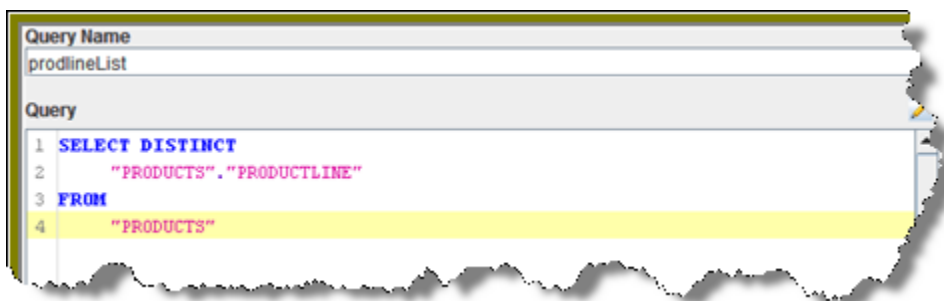 Query Name
prodlineList
Query
1 SELECT DISTINCT
2 "PRODUCTS"."PRODUCTLINE"
3 FROM
4 "PRODUCTS"